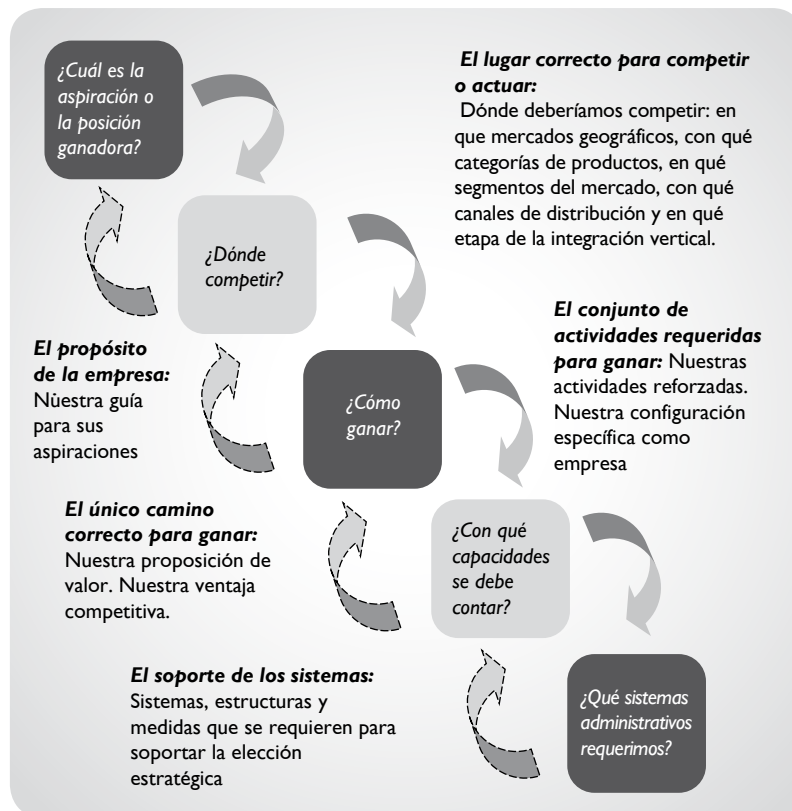 ¿Cuál es la
aspiración o
la posición
ganadora?
El lugar correcto para competir
o actuar:
Dónde deberíamos competir: en
que mercados geográficos, con qué
categorías de productos, en qué
segmentos del mercado, con qué
canales de distribución y en qué
etapa de la integración vertical.
¿Dónde
competir?
El propósito
de la empresa:
Nuestra guía
para sus
aspiraciones
El conjunto de
actividades requeridas
para ganar: Nuestras
actividades reforzadas.
Nuestra configuración
específica como
empresa
¿Cómo
ganar?
El único camino
correcto para ganar:
Nuestra proposición de
valor. Nuestra ventaja
competitiva.
¿Con qué
capacidades
se debe
contar?
El soporte de los sistemas:
Sistemas, estructuras y
medidas que se requieren para
soportar la elección
estratégica
¿Qué sistemas
administrativos
requerimos?